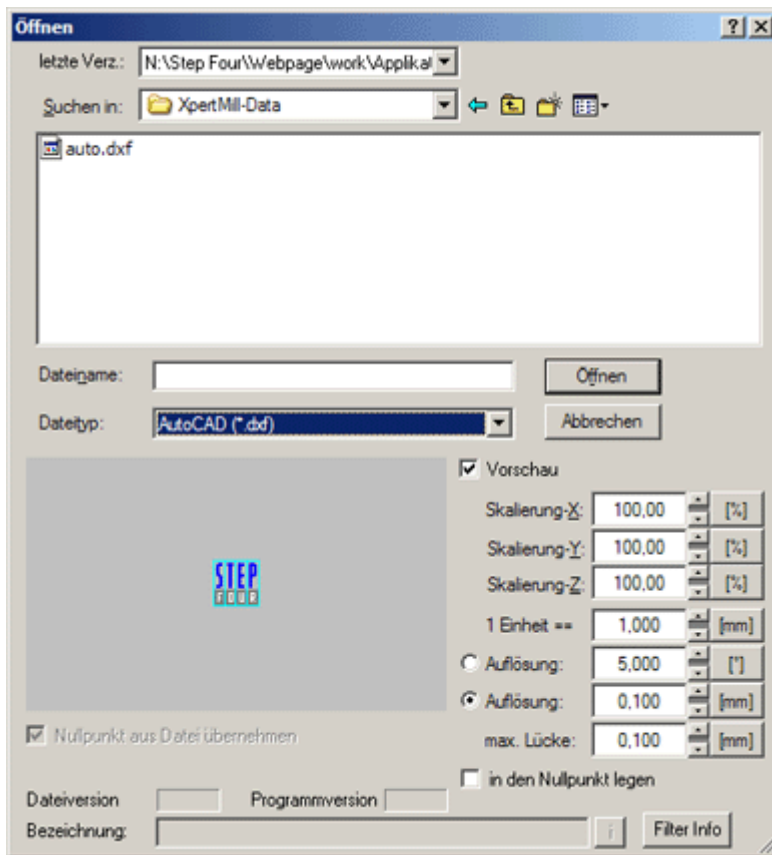 Öffnen
letzte Verz.: N:\Step Four\Webpage\work\Applika
Suchen in: XpertMill-Data
auto.dxf
Dateiname:
Öffnen
Dateityp: AutoCAD (*.dxf)
Abbrechen
Vorschau
Skalierung-X: 100,00 [%]
Skalierung-Y: 100,00 [%]
Skalierung-Z: 100,00 [%]
1 Einheit == 1,000 [mm]
Auflösung: 5,000 [°]
Auflösung: 0,100 [mm]
max. Lücke: 0,100 [mm]
in den Nullpunkt legen
STEP
FOUR
Nullpunkt aus Datei übernehmen
Dateiversion Programmversion
Bezeichnung: i Filter Info